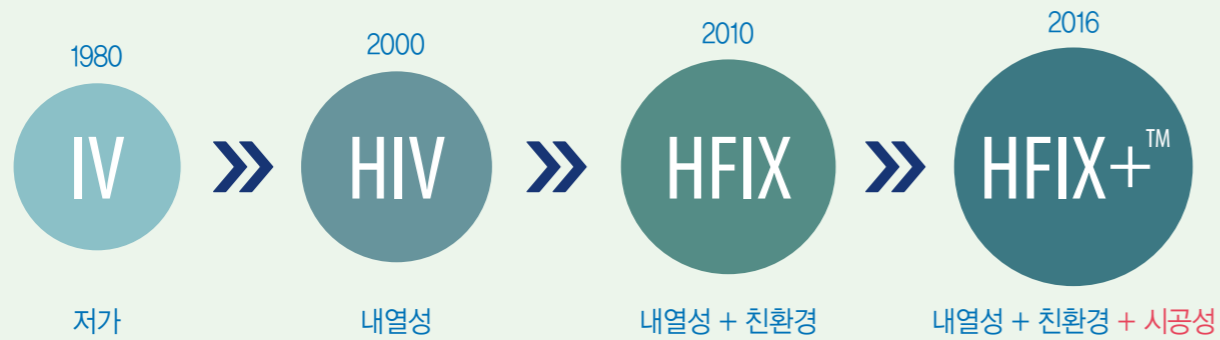 1980
2000
2010
2016
IV
HIV
HFIX
HFIX+™
저가
내열성
내열성 + 친환경
내열성 + 친환경 + 시공성